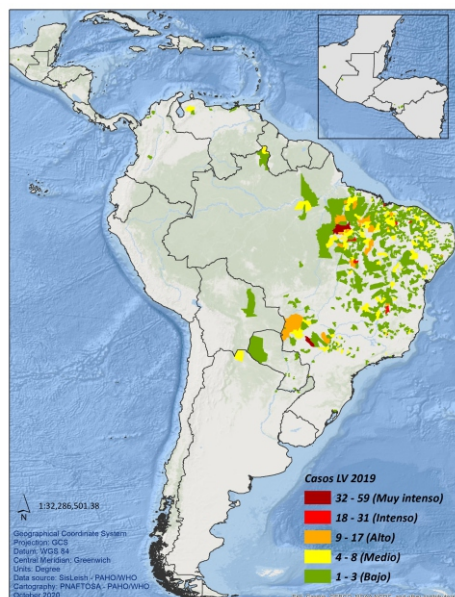 Casos LV 2019
32 - 59 (Muy intenso)
18 - 31 (Intenso)
9 - 17 (Alto)
4 - 8 (Medio)
1 - 3 (Bajo)
N
1:32,286,501.38
Geographical Coordinate System
Projection: GCS
Datum: WGS 84
Central Meridian: Greenwich
Units: Degree
Data source: SisLeish - PAHO/WHO
Cartography: PNAFTOSA - PAHO/WHO
October 2020